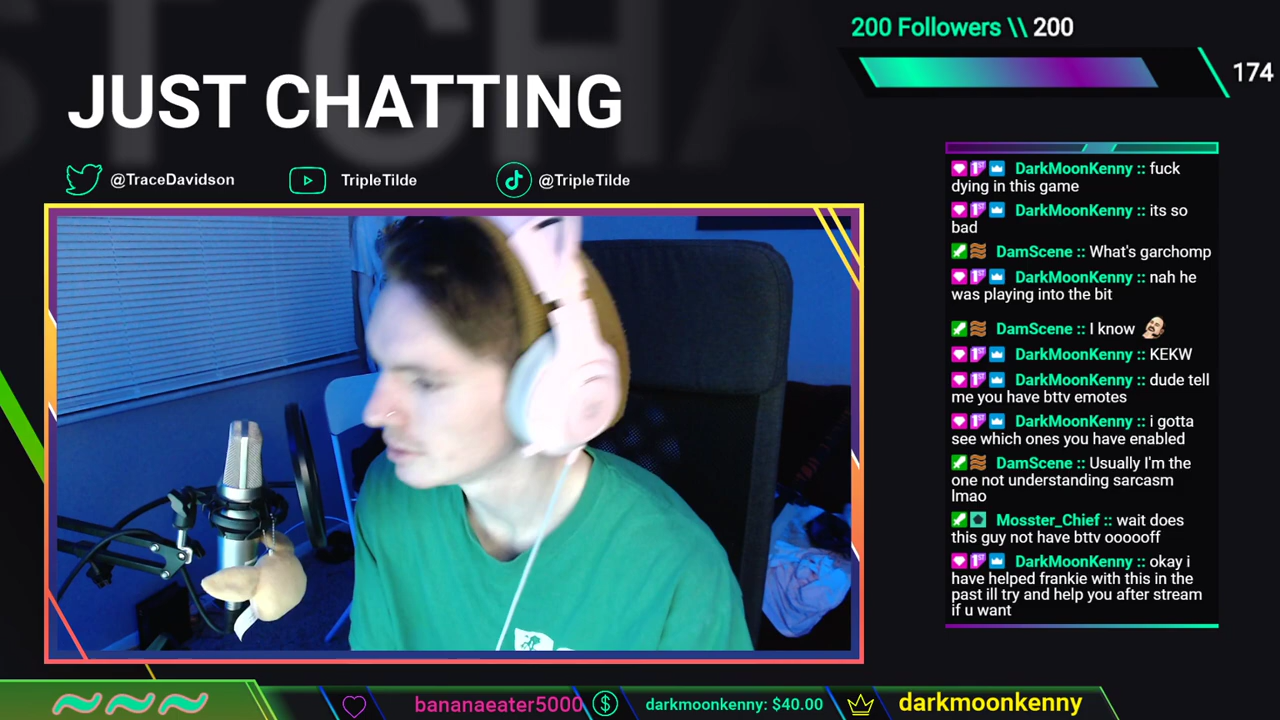 200 Followers \\ 200
174
JUST CHATTING
@TraceDavidson
TripleTilde
@TripleTilde
DarkMoonKenny :: fuck
dying in this game
DarkMoonKenny :: its so
bad
DamScene :: What's garchomp
DarkMoonKenny :: nah he
was playing into the bit
DamScene :: I know
DarkMoonKenny :: KEKW
DarkMoonKenny :: dude tell
me you have bttv emotes
DarkMoonKenny :: i gotta
see which ones you have enabled
DamScene :: Usually I'm the
one not understanding sarcasm
lmao
Mosster_Chief :: wait does
this guy not have bttv oooooff
DarkMoonKenny :: okay i
have helped frankie with this in the
past ill try and help you after stream
if u want
bananaeater5000
darkmoonkenny: $40.00
darkmoonkenny